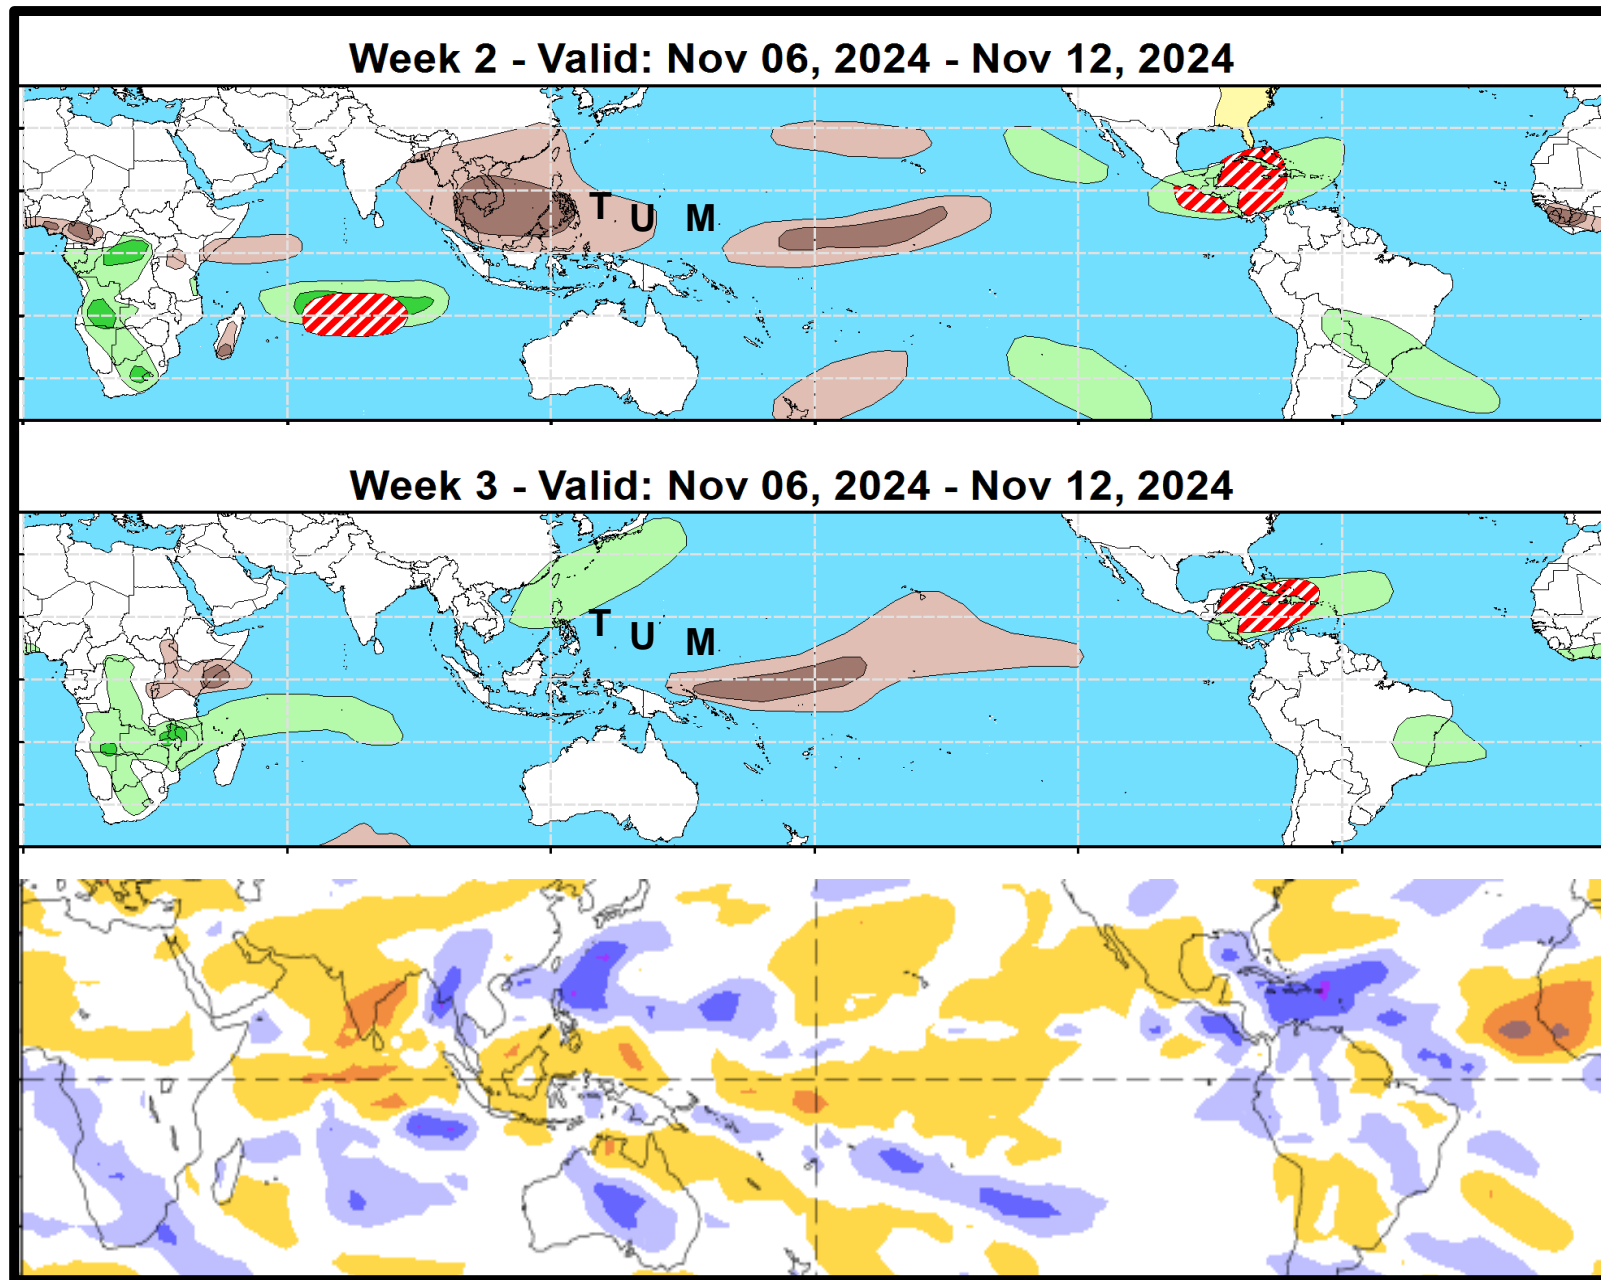 Week 2 - Valid: Nov 06, 2024 - Nov 12, 2024
T U M
Week 3 - Valid: Nov 06, 2024 - Nov 12, 2024
T U M